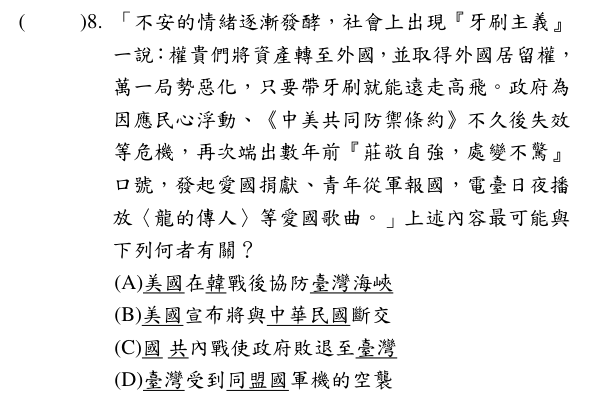 (　　)8. 「不安的情緒逐漸發酵，社會上出現『牙刷主義』
一說：權貴們將資產轉至外國，並取得外國居留權，
萬一局勢惡化，只要帶牙刷就能遠走高飛。政府為
因應民心浮動、《中美共同防禦條約》不久後失效
等危機，再次端出數年前『莊敬自強，處變不驚』
口號，發起愛國捐獻、青年從軍報國，電臺日夜播
放〈龍的傳人〉等愛國歌曲。」上述內容最可能與
下列何者有關？
(A)美國在韓戰後協防臺灣海峽
(B)美國宣布將與中華民國斷交
(C)國 共內戰使政府敗退至臺灣
(D)臺灣受到同盟國軍機的空襲